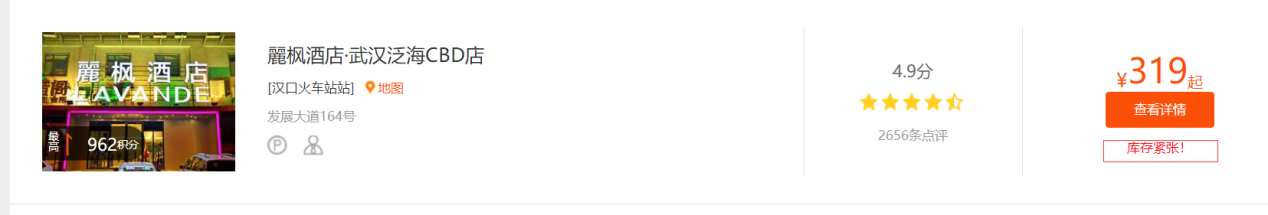 麗枫酒店
LAVANDE
最高
962积分
麗枫酒店·武汉泛海CBD店
[汉口火车站站] 地图
发展大道164号
P
4.9分
2656条点评
¥319起
查看详情
库存紧张!